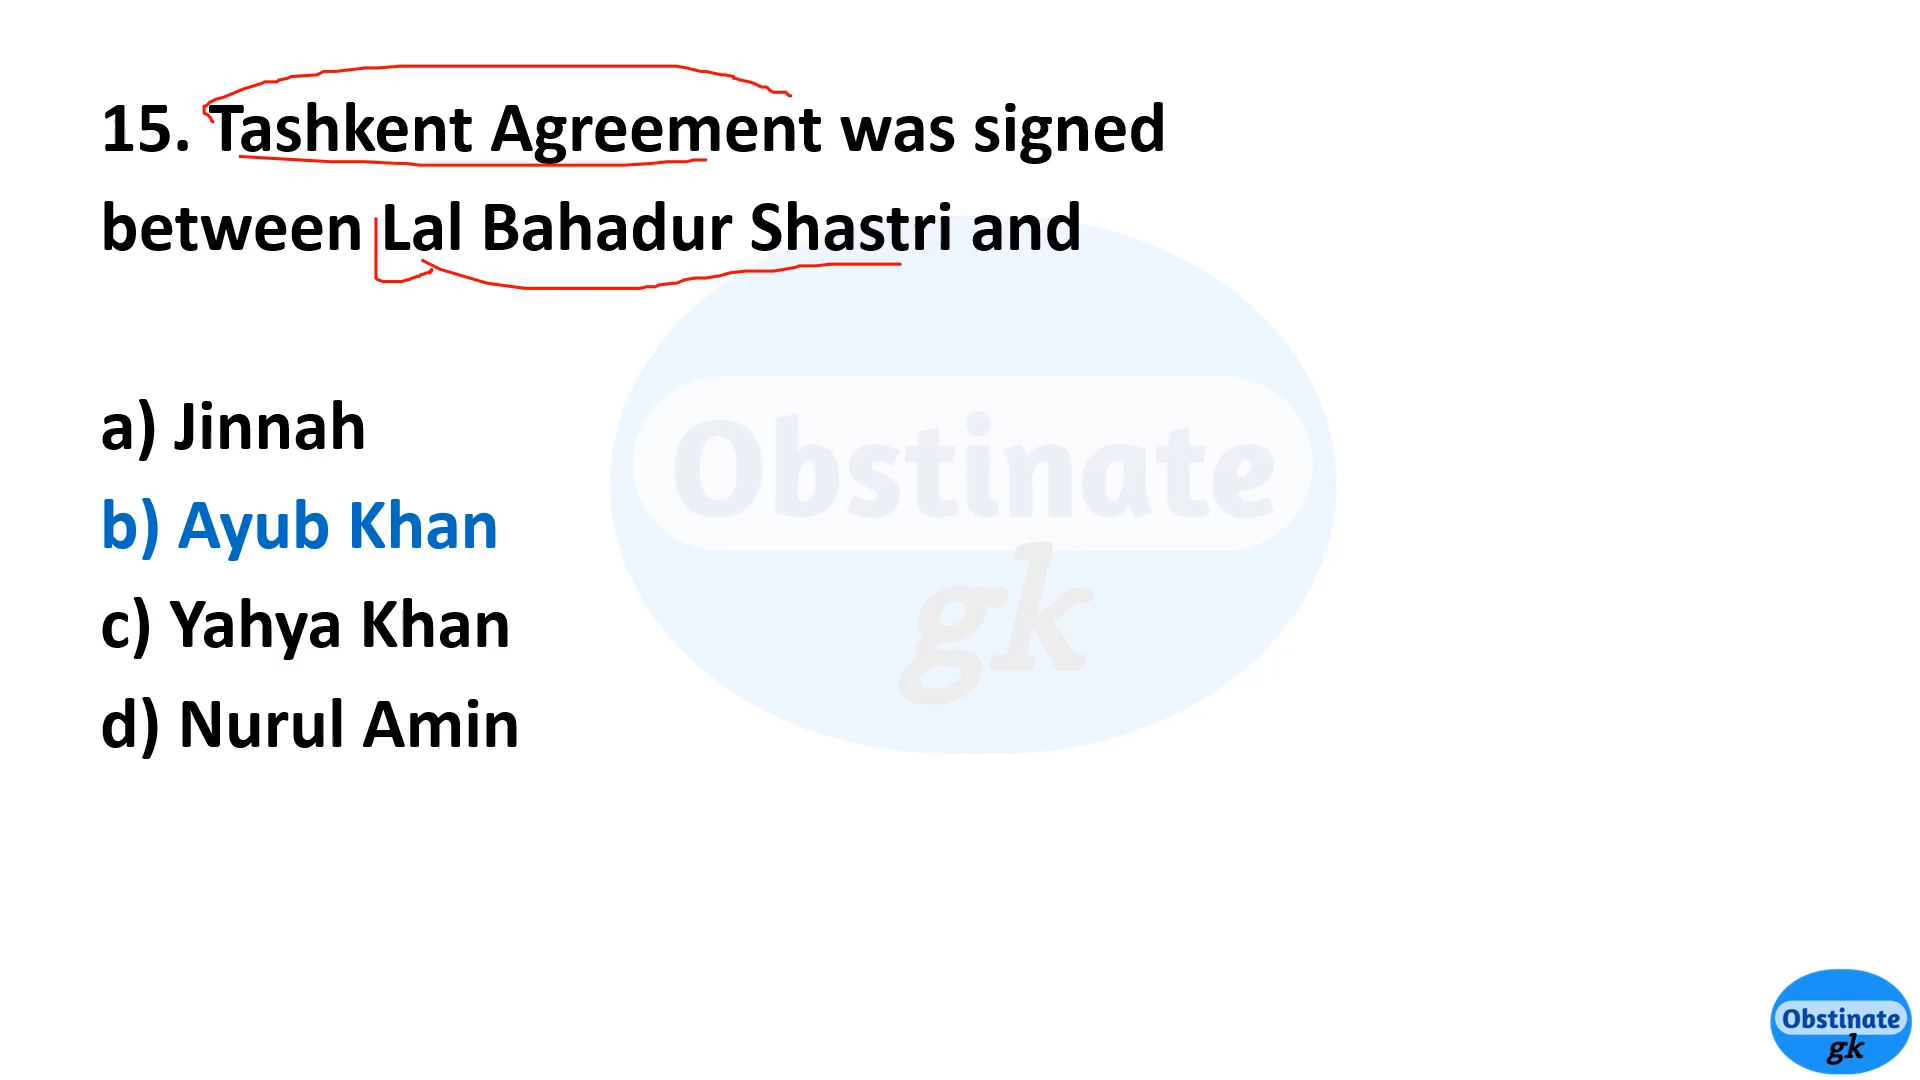 15. Tashkent Agreement was signed
between Lal Bahadur Shastri and
a) Jinnah
b) Ayub Khan
c) Yahya Khan
d) Nurul Amin
Obstinate
gk
Obstinate
gk